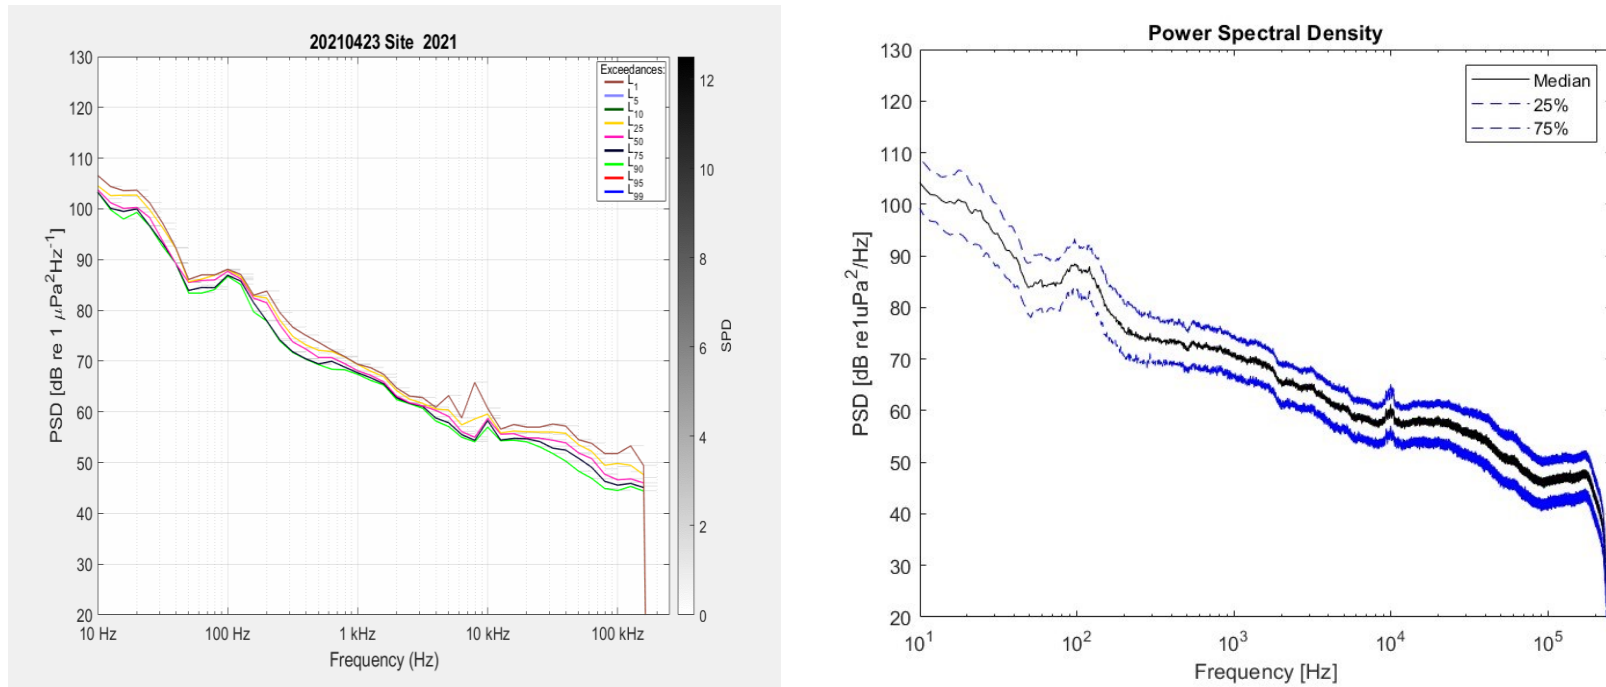 20210423 Site 2021
130
120
110
100
90
80
70
60
50
40
30
20
PSD [dB re 1 μPa²Hz⁻¹]
10 Hz
100 Hz
1 kHz
10 kHz
100 kHz
Frequency (Hz)
Exceedances:
L₁
L₅
L₁₀
L₂₅
L₅₀
L₇₅
L₉₀
L₉₅
L₉₉
12
10
8
6
4
2
0
SPD
Power Spectral Density
130
120
110
100
90
80
70
60
50
40
30
20
PSD [dB re1uPa²/Hz]
Median
25%
75%
10¹
10²
10³
10⁴
10⁵
Frequency [Hz]